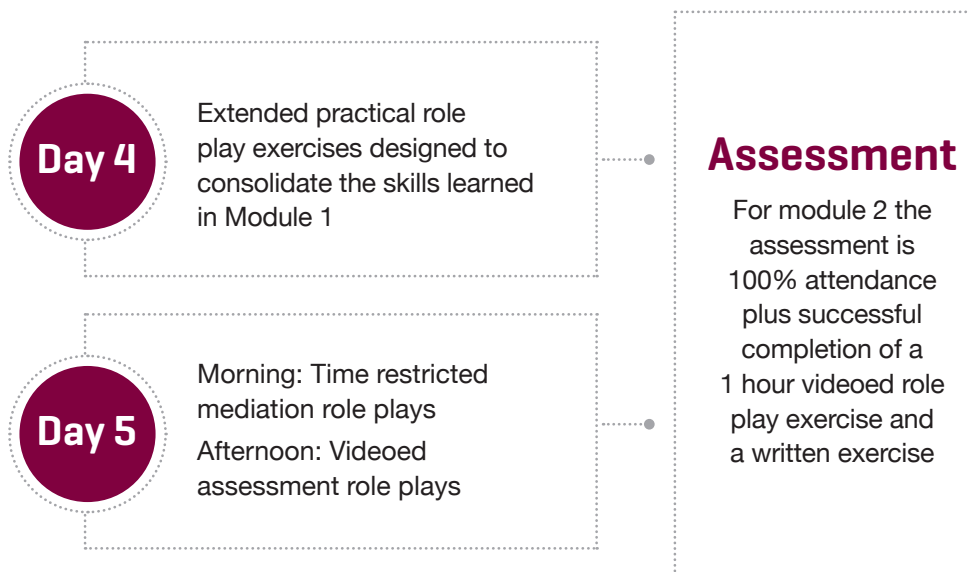 Day 4
Extended practical role
play exercises designed to
consolidate the skills learned
in Module 1
Day 5
Morning: Time restricted
mediation role plays
Afternoon: Videoed
assessment role plays
Assessment
For module 2 the
assessment is
100% attendance
plus successful
completion of a
1 hour videoed role
play exercise and
a written exercise